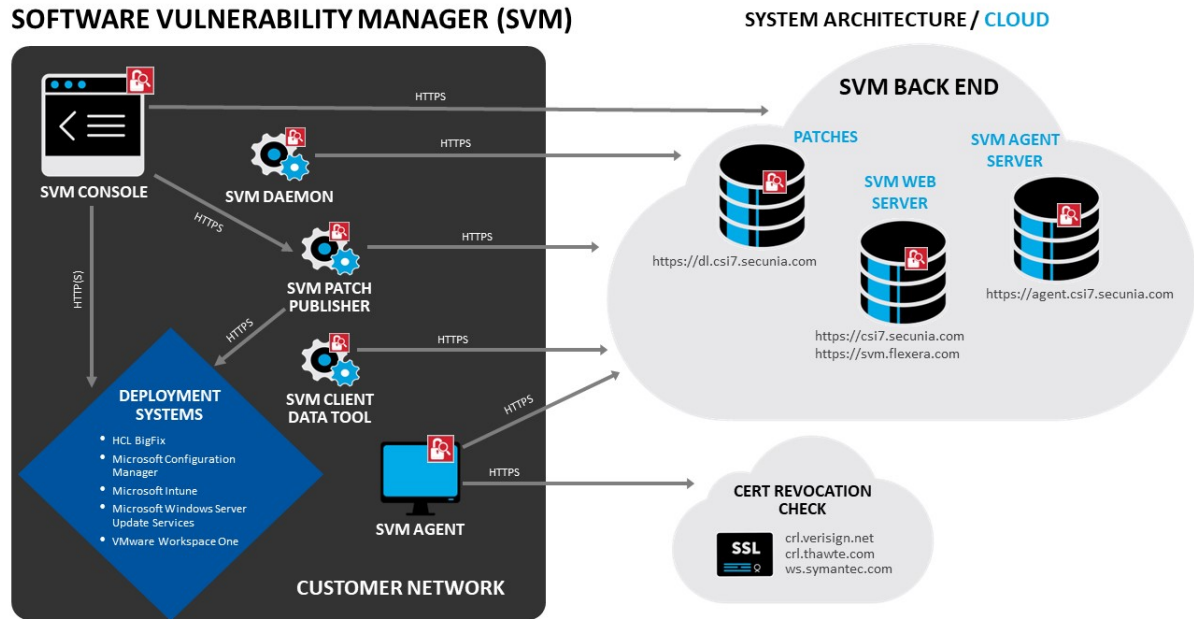 SOFTWARE VULNERABILITY MANAGER (SVM)
SYSTEM ARCHITECTURE / CLOUD
HTTPS
SVM CONSOLE
HTTPS
SVM DAEMON
HTTPS
HTTPS
SVM PATCH
PUBLISHER
HTTP(S)
HTTPS
HTTPS
SVM CLIENT
DATA TOOL
DEPLOYMENT
SYSTEMS
• HCL BigFix
• Microsoft Configuration
Manager
• Microsoft Intune
• Microsoft Windows Server
Update Services
• VMware Workspace One
HTTPS
HTTPS
SVM AGENT
CUSTOMER NETWORK
SVM BACK END
PATCHES
https://dl.csi7.secunia.com
SVM WEB
SERVER
https://csi7.secunia.com
https://svm.flexera.com
SVM AGENT
SERVER
https://agent.csi7.secunia.com
CERT REVOCATION
CHECK
SSL
crl.verisign.net
crl.thawte.com
ws.symantec.com